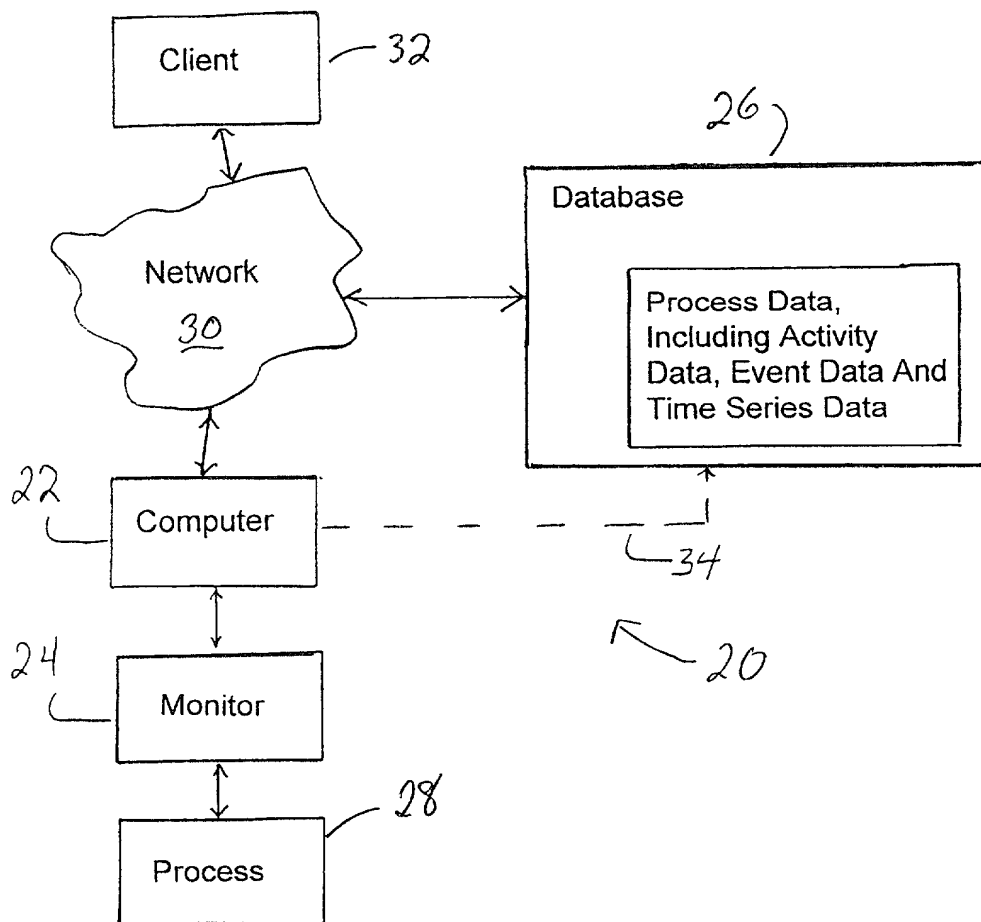 Client
32
26
Database
Network
30
Process Data,
Including Activity
Data, Event Data And
Time Series Data
22
Computer
34
24
Monitor
20
28
Process